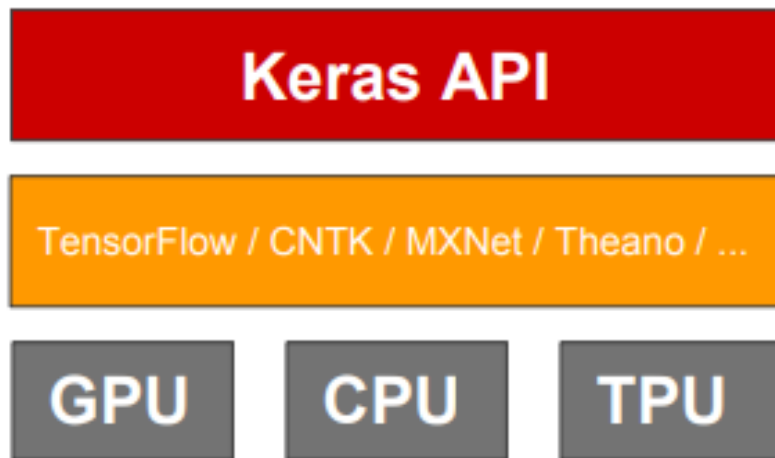 Keras API
TensorFlow / CNTK / MXNet / Theano / ...
GPU CPU TPU